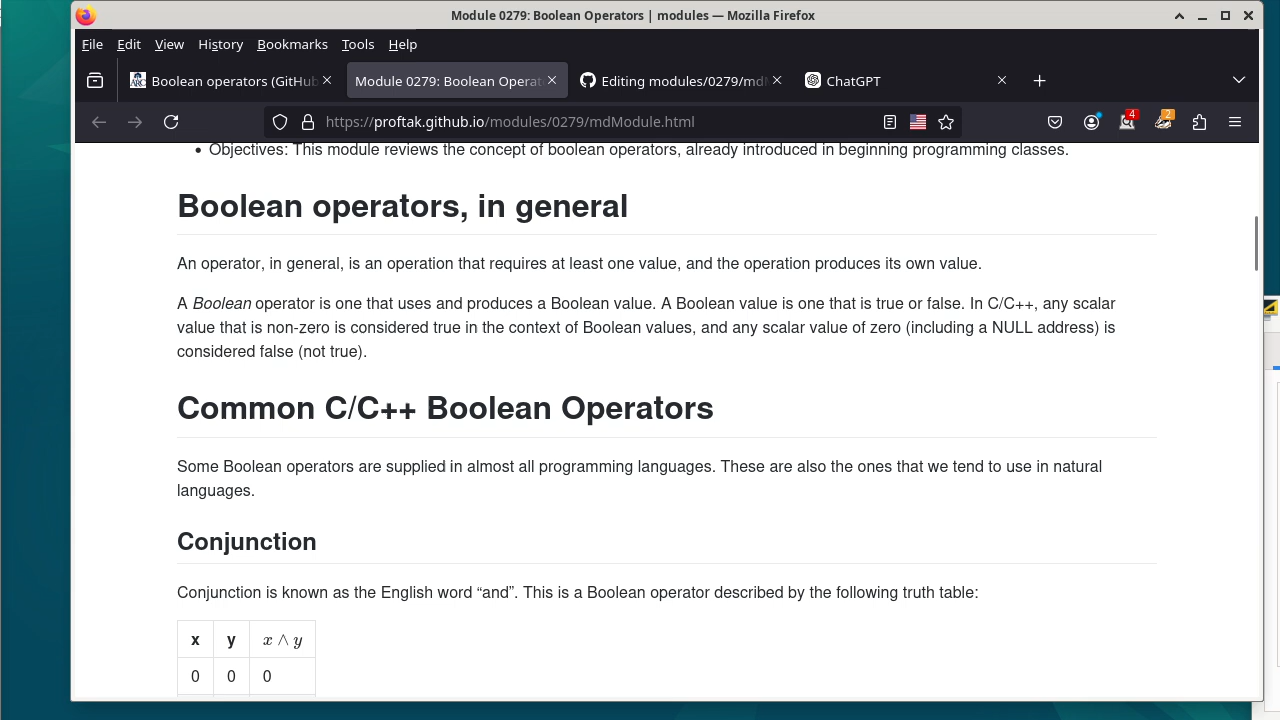 Module 0279: Boolean Operators | modules — Mozilla Firefox
File Edit View History Bookmarks Tools Help
Boolean operators (GitHub
Module 0279: Boolean Operat
Editing modules/0279/md
ChatGPT
https://proftak.github.io/modules/0279/mdModule.html
4
2
• Objectives: This module reviews the concept of boolean operators, already introduced in beginning programming classes.
Boolean operators, in general
An operator, in general, is an operation that requires at least one value, and the operation produces its own value.
A Boolean operator is one that uses and produces a Boolean value. A Boolean value is one that is true or false. In C/C++, any scalar
value that is non-zero is considered true in the context of Boolean values, and any scalar value of zero (including a NULL address) is
considered false (not true).
Common C/C++ Boolean Operators
Some Boolean operators are supplied in almost all programming languages. These are also the ones that we tend to use in natural
languages.
Conjunction
Conjunction is known as the English word “and”. This is a Boolean operator described by the following truth table:
x y x ∧ y
0 0 0